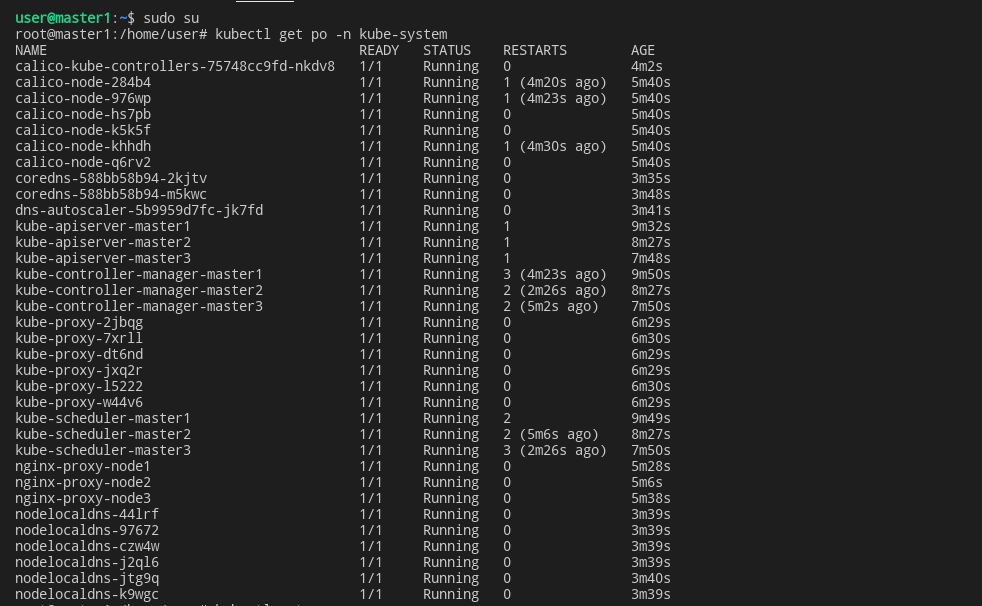 user@master1:~$ sudo su
root@master1:/home/user# kubectl get po -n kube-system
NAME READY STATUS RESTARTS AGE
calico-kube-controllers-75748cc9fd-nkdv8 1/1 Running 0 4m2s
calico-node-284b4 1/1 Running 1 (4m20s ago) 5m40s
calico-node-976wp 1/1 Running 1 (4m23s ago) 5m40s
calico-node-hs7pb 1/1 Running 0 5m40s
calico-node-k5k5f 1/1 Running 0 5m40s
calico-node-khhdh 1/1 Running 1 (4m30s ago) 5m40s
calico-node-q6rv2 1/1 Running 0 5m40s
coredns-588bb58b94-2kjtv 1/1 Running 0 3m35s
coredns-588bb58b94-m5kwc 1/1 Running 0 3m48s
dns-autoscaler-5b9959d7fc-jk7fd 1/1 Running 0 3m41s
kube-apiserver-master1 1/1 Running 1 9m32s
kube-apiserver-master2 1/1 Running 1 8m27s
kube-apiserver-master3 1/1 Running 1 7m48s
kube-controller-manager-master1 1/1 Running 3 (4m23s ago) 9m50s
kube-controller-manager-master2 1/1 Running 2 (2m26s ago) 8m27s
kube-controller-manager-master3 1/1 Running 2 (5m2s ago) 7m50s
kube-proxy-2jbqg 1/1 Running 0 6m29s
kube-proxy-7xrll 1/1 Running 0 6m30s
kube-proxy-dt6nd 1/1 Running 0 6m29s
kube-proxy-jxq2r 1/1 Running 0 6m29s
kube-proxy-l5222 1/1 Running 0 6m30s
kube-proxy-w44v6 1/1 Running 0 6m29s
kube-scheduler-master1 1/1 Running 2 9m49s
kube-scheduler-master2 1/1 Running 2 (5m6s ago) 8m27s
kube-scheduler-master3 1/1 Running 3 (2m26s ago) 7m50s
nginx-proxy-node1 1/1 Running 0 5m28s
nginx-proxy-node2 1/1 Running 0 5m6s
nginx-proxy-node3 1/1 Running 0 5m38s
nodelocaldns-44lrf 1/1 Running 0 3m39s
nodelocaldns-97672 1/1 Running 0 3m39s
nodelocaldns-czw4w 1/1 Running 0 3m39s
nodelocaldns-j2ql6 1/1 Running 0 3m39s
nodelocaldns-jtg9q 1/1 Running 0 3m40s
nodelocaldns-k9wgc 1/1 Running 0 3m39s